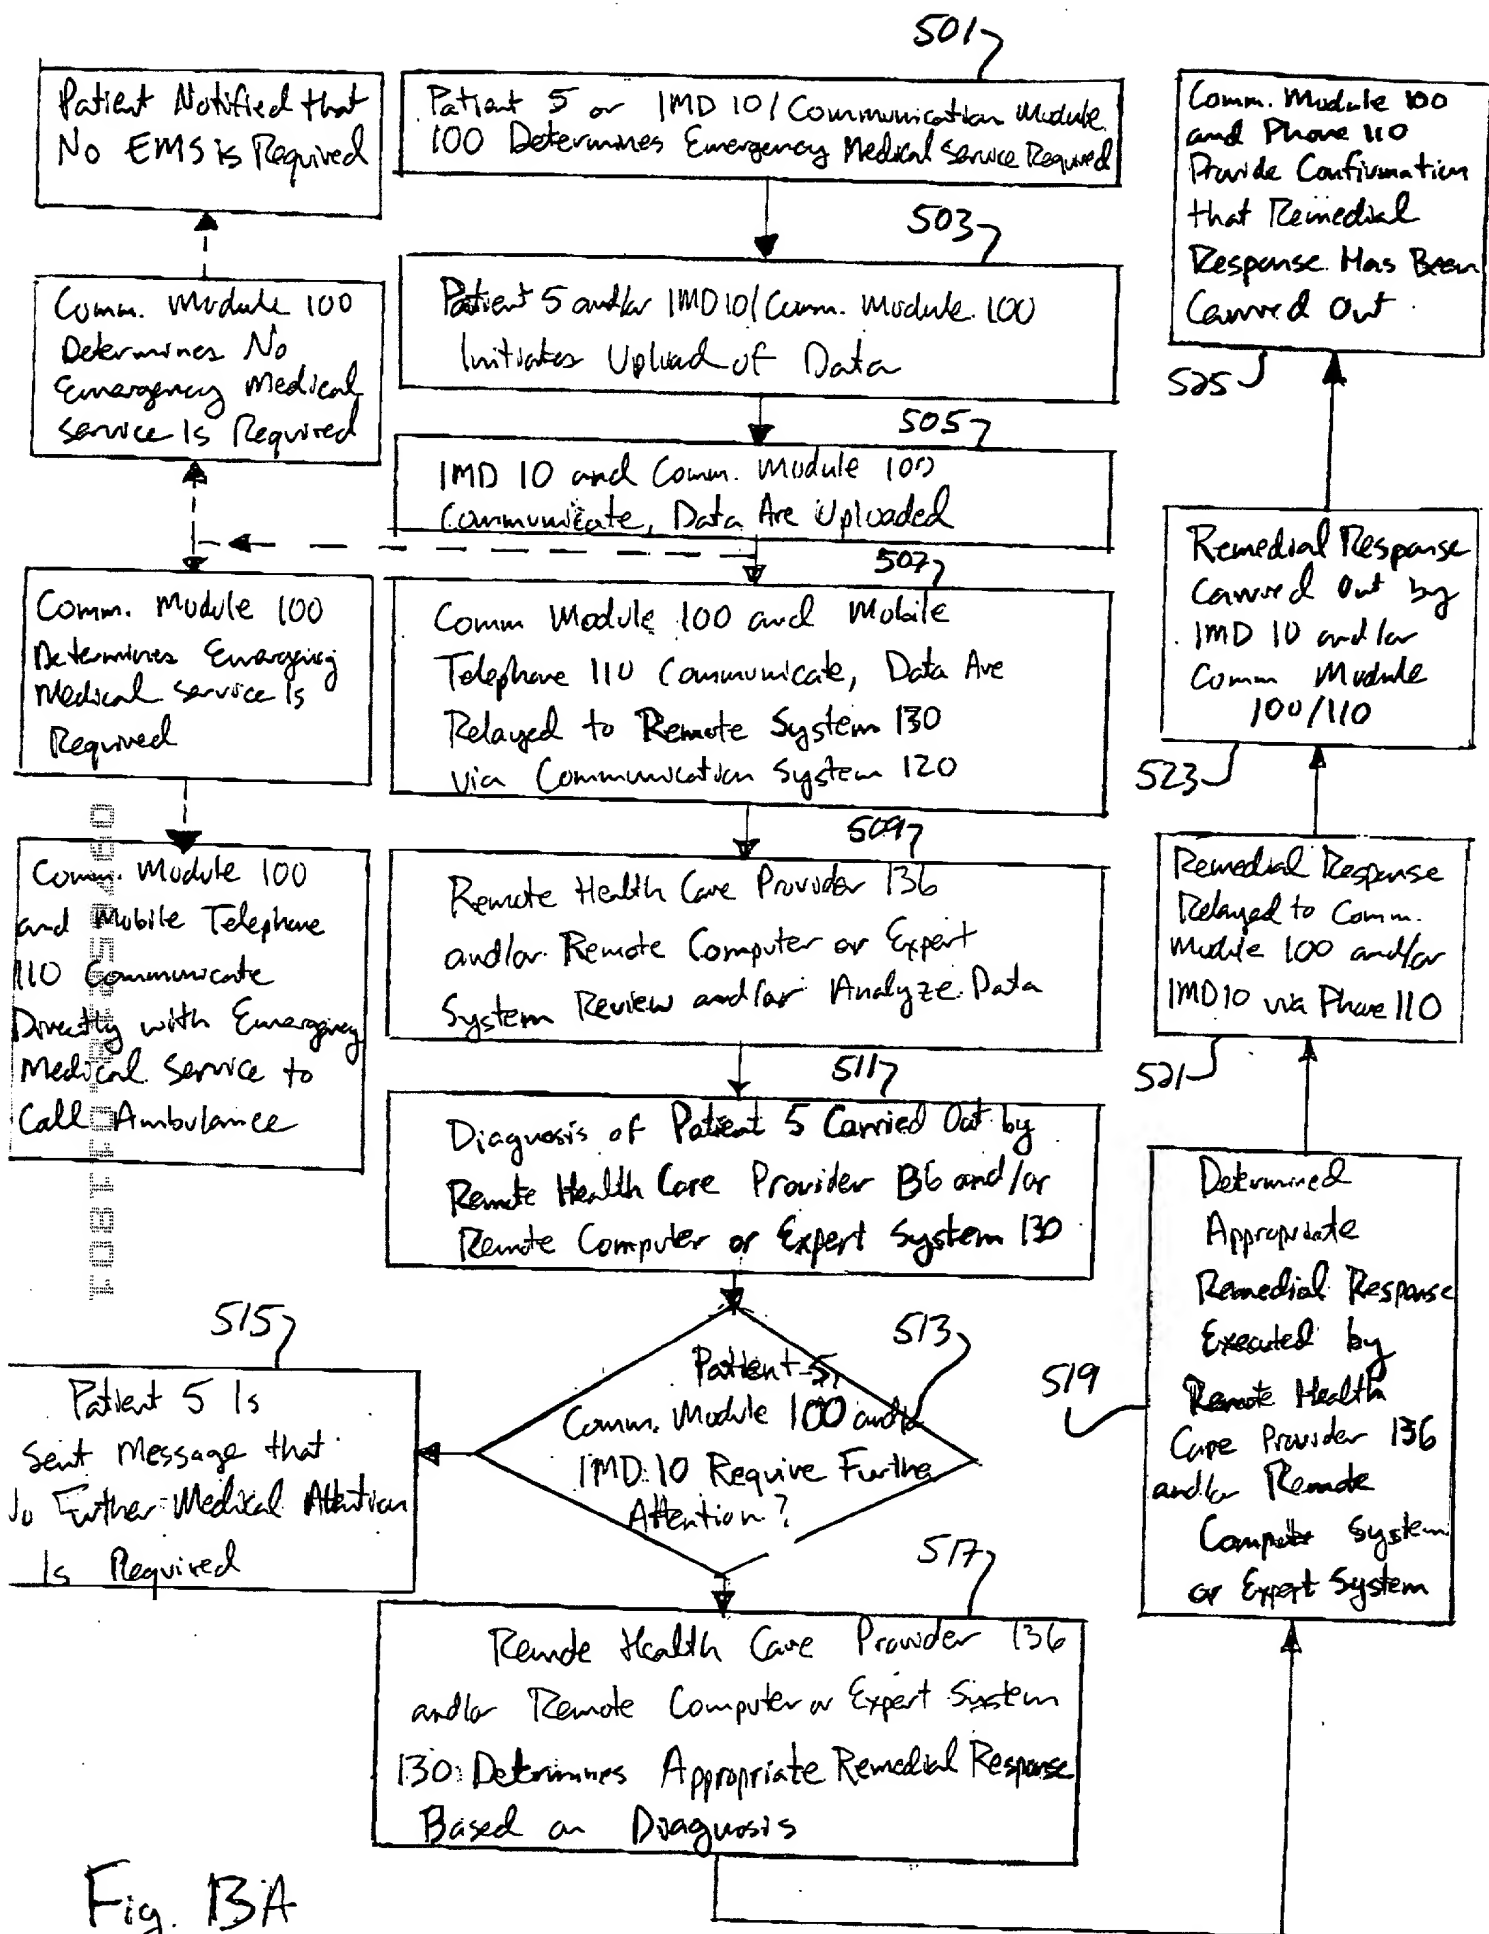 501
Patient Notified that
No EMS is Required
Patient 5 or IMD 10/Communication Module
100 Determines Emergency Medical Service Required
Comm. Module 100
and Phone 110
Provide Confirmation
that Remedial
Response Has Been
Carried Out
525
503
Comm. Module 100
Determines No
Emergency Medical
Service Is Required
Patient 5 and/or IMD 10/Comm. Module 100
Initiates Upload of Data
505
IMD 10 and Comm. Module 100
Communicate, Data Are Uploaded
507
Comm. Module 100
Determines Emergency
Medical Service Is
Required
Comm Module 100 and Mobile
Telephone 110 Communicate, Data Are
Relayed to Remote System 130
via Communication System 120
Remedial Response
Carried Out by
IMD 10 and/or
Comm Module
100/110
523
509
Comm. Module 100
and Mobile Telephone
110 Communicate
Directly with Emergency
Medical Service to
Call Ambulance
Remote Health Care Provider 136
and/or Remote Computer or Expert
System Review and/or Analyze Data
Remedial Response
Relayed to Comm.
Module 100 and/or
IMD 10 via Phone 110
521
511
Diagnosis of Patient 5 Carried Out by
Remote Health Care Provider 136 and/or
Remote Computer or Expert System 130
515
513
Patient 5 Is
Sent Message that
Further Medical Attention
Is Required
Patient 5,
Comm. Module 100 and/or
IMD 10 Require Further
Attention?
519
Determined
Appropriate
Remedial Response
Executed by
Remote Health
Care Provider 136
and/or Remote
Compute System
or Expert System
517
Remote Health Care Provider 136
and/or Remote Computer or Expert System
130 Determines Appropriate Remedial Response
Based on Diagnosis
Fig. 13A